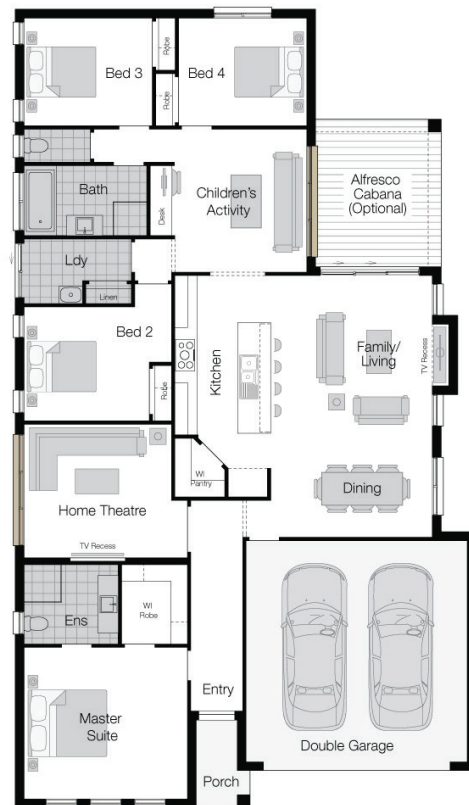 Bed 3
Robe
Robe
Bed 4
Bath
Desk
Children's
Activity
Alfresco
Cabana
(Optional)
Ldy
Linen
Bed 2
Robe
Kitchen
Family/
Living
TV Recess
WI
Pantry
Dining
Home Theatre
TV Recess
Ens
WI
Robe
Entry
Master
Suite
Double Garage
Porch